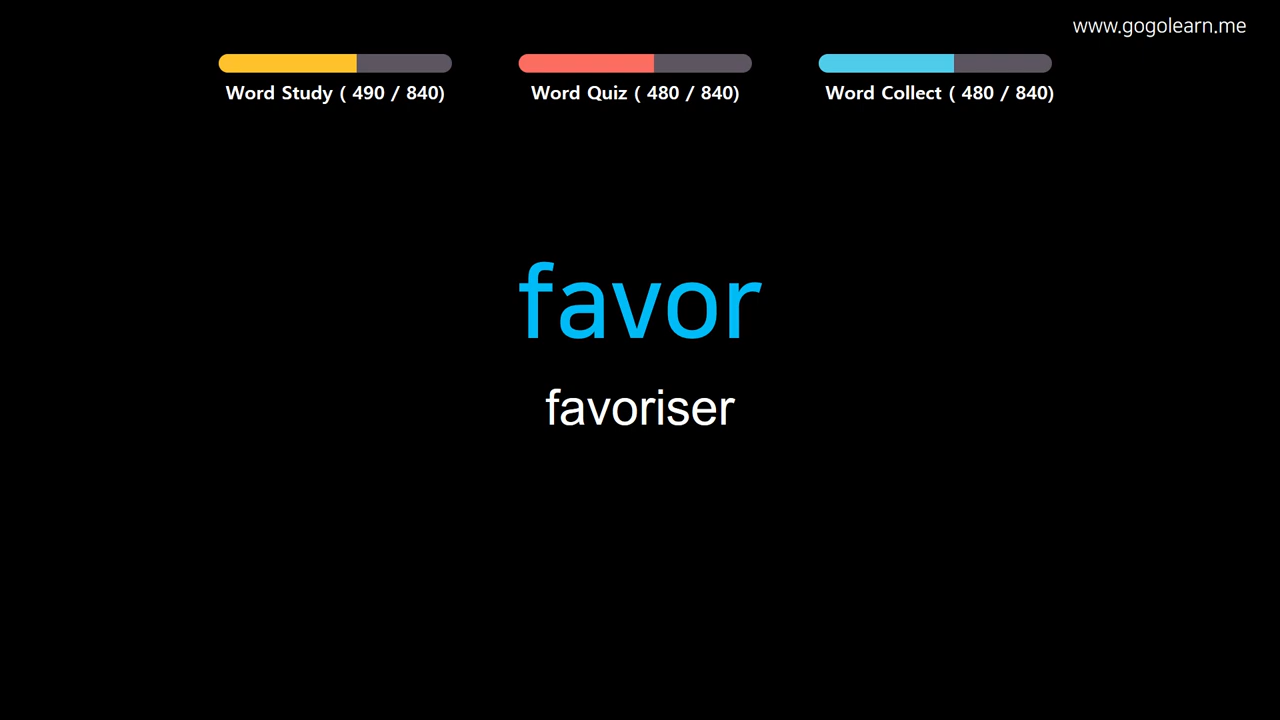 www.gogolearn.me
Word Study ( 490 / 840)
Word Quiz ( 480 / 840)
Word Collect ( 480 / 840)
favor
favoriser